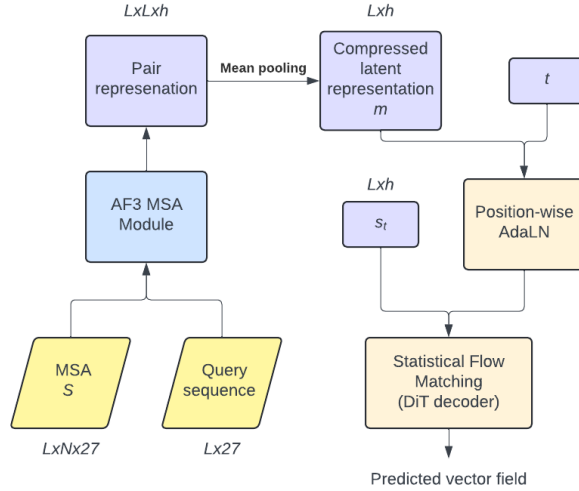 LxLxh
Pair
represenation
Mean pooling
Lxh
Compressed
latent
representation
m
t
AF3 MSA
Module
Lxh
s_t
Position-wise
AdaLN
MSA
S
Query
sequence
Statistical Flow
Matching
(DiT decoder)
LxNx27
Lx27
Predicted vector field